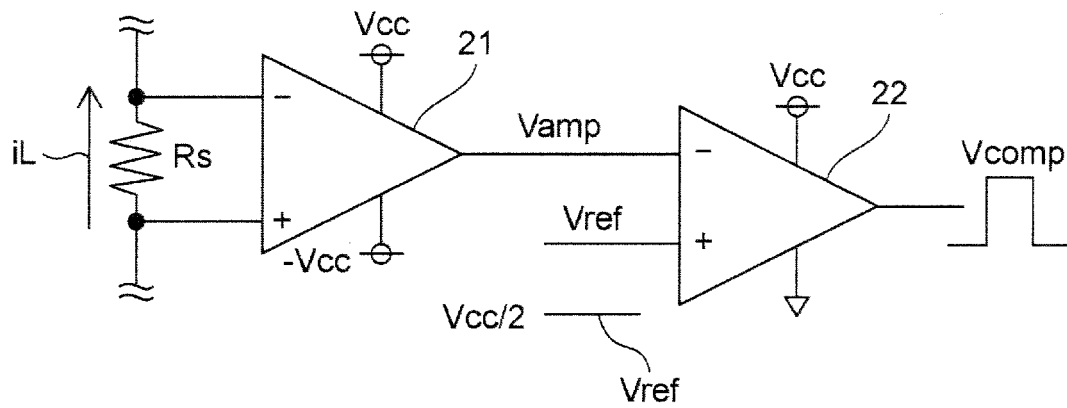 Vcc
21
iL
Rs
−
+
-Vcc
Vamp
Vref
Vcc
22
−
+
Vcomp
Vcc/2
Vref